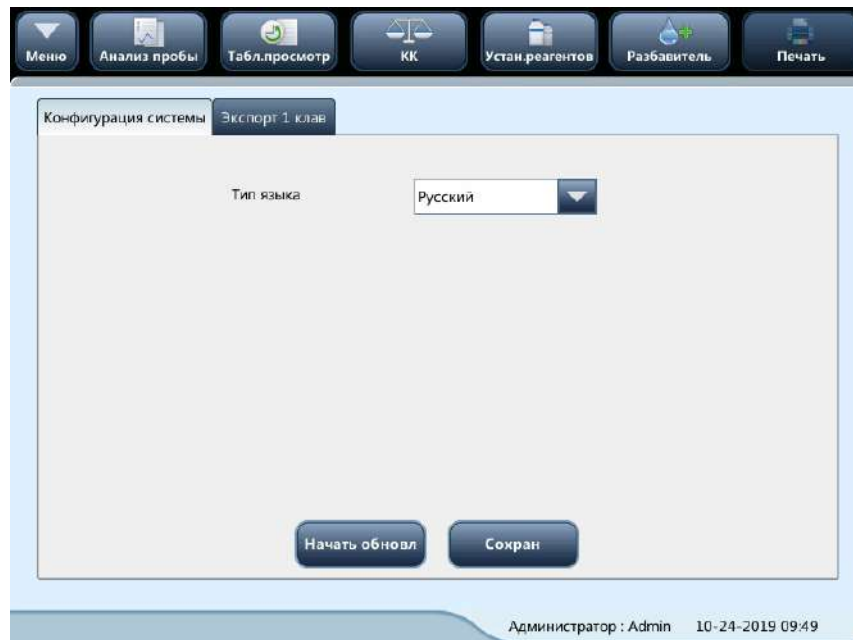 Меню Анализ пробы Табл.просмотр КК Устан.реагентов Разбавитель Печать
Конфигурация системы Экспорт 1 клав
Тип языка Русский
Начать обновл Сохран
Администратор : Admin 10-24-2019 09:49